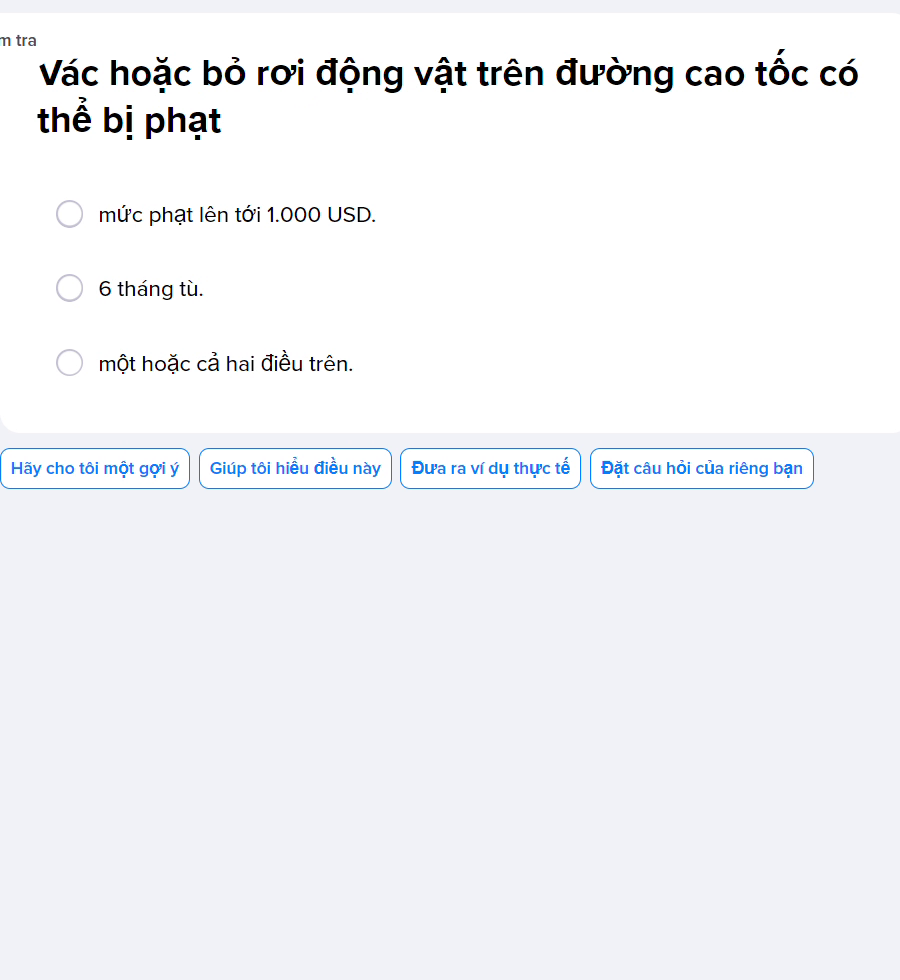 m tra
Vác hoặc bỏ rơi động vật trên đường cao tốc có
thể bị phạt
mức phạt lên tới 1.000 USD.
6 tháng tù.
một hoặc cả hai điều trên.
Hãy cho tôi một gợi ý
Giúp tôi hiểu điều này
Đưa ra ví dụ thực tế
Đặt câu hỏi của riêng bạn